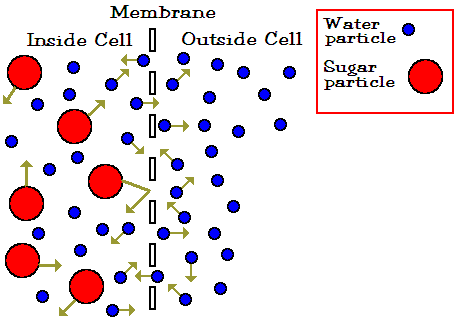 Membrane
Inside Cell
Outside Cell
Water
particle
Sugar
particle